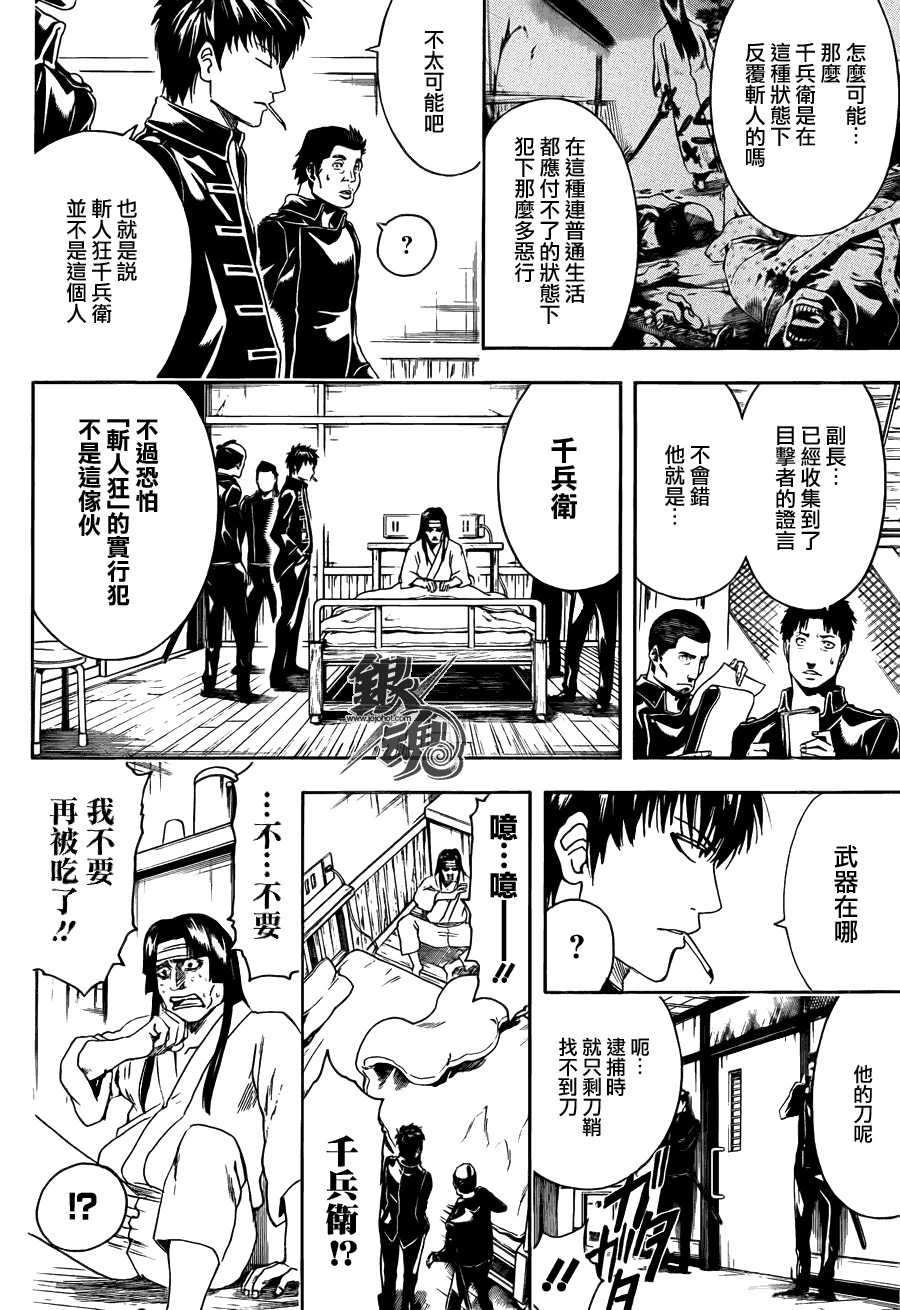 怎麼可能…
那麼
千兵衛是在
這種狀態下
反覆斬人的嗎
在這種連普通生活
都應付不了的狀態下
犯下那麼多惡行
不太可能吧
?
也就是說
斬人狂千兵衛
並不是這個人
副長…
已經收集到了
目擊者的證言
不會錯
他就是…
千兵衛
不過恐怕
「斬人狂」的實行犯
不是這傢伙
銀魂
www.jojohot.com
武器在哪
?
他的刀呢
呃…
逮捕時
就只剩刀鞘
找不到刀
ガタガタ
!!
噫…噫——!!
千兵衛!?
…不…不要
我不要
再被吃了!!
!?